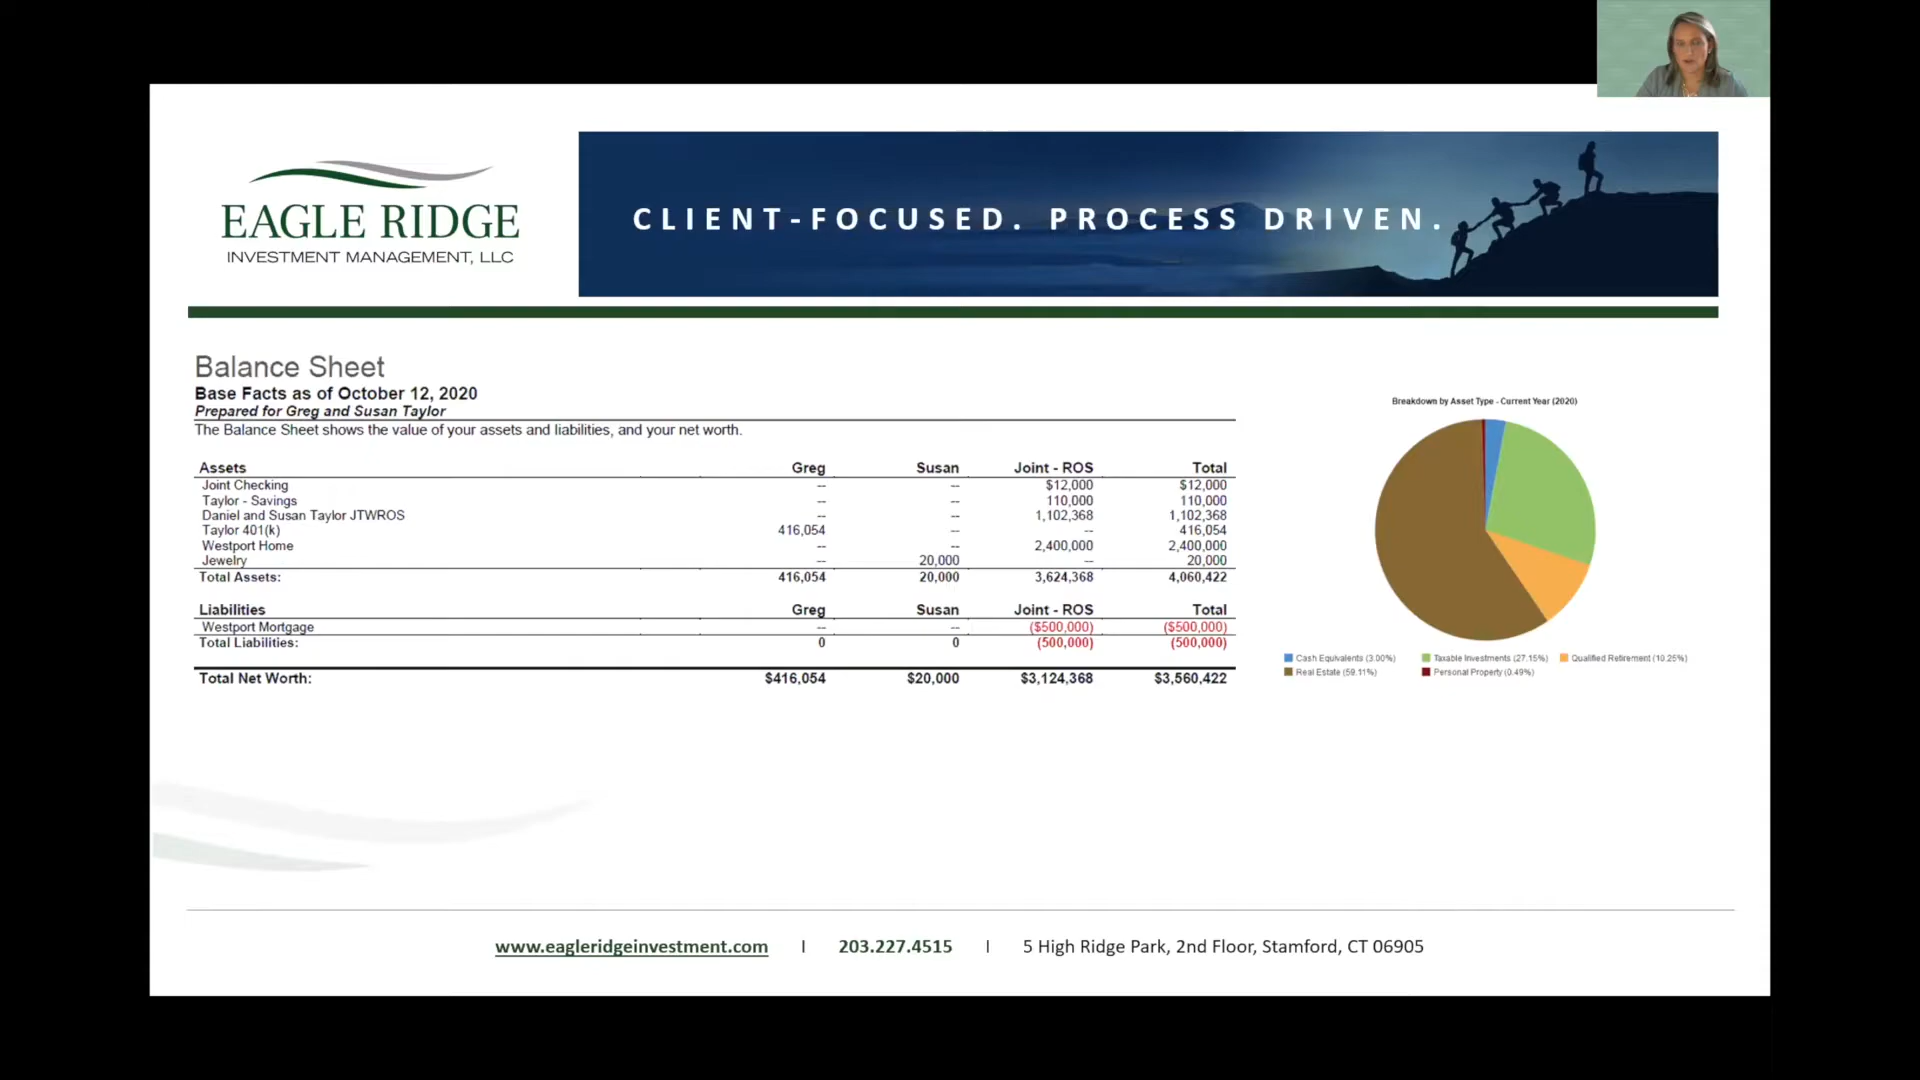 EAGLE RIDGE
INVESTMENT MANAGEMENT, LLC
CLIENT-FOCUSED. PROCESS DRIVEN.
Balance Sheet
Base Facts as of October 12, 2020
Prepared for Greg and Susan Taylor
The Balance Sheet shows the value of your assets and liabilities, and your net worth.
Assets Greg Susan Joint - ROS Total
Joint Checking -- -- $12,000 $12,000
Taylor - Savings -- -- 110,000 110,000
Daniel and Susan Taylor JTWROS -- -- 1,102,368 1,102,368
Taylor 401(k) 416,054 -- -- 416,054
Westport Home -- -- 2,400,000 2,400,000
Jewelry -- 20,000 -- 20,000
Total Assets: 416,054 20,000 3,624,368 4,060,422
Liabilities Greg Susan Joint - ROS Total
Westport Mortgage -- -- ($500,000) ($500,000)
Total Liabilities: 0 0 (500,000) (500,000)
Total Net Worth: $416,054 $20,000 $3,124,368 $3,560,422
Breakdown by Asset Type - Current Year (2020)
Cash Equivalents (3.00%) Taxable Investments (27.15%) Qualified Retirement (10.25%)
Real Estate (59.11%) Personal Property (0.49%)
www.eagleridgeinvestment.com | 203.227.4515 | 5 High Ridge Park, 2nd Floor, Stamford, CT 06905